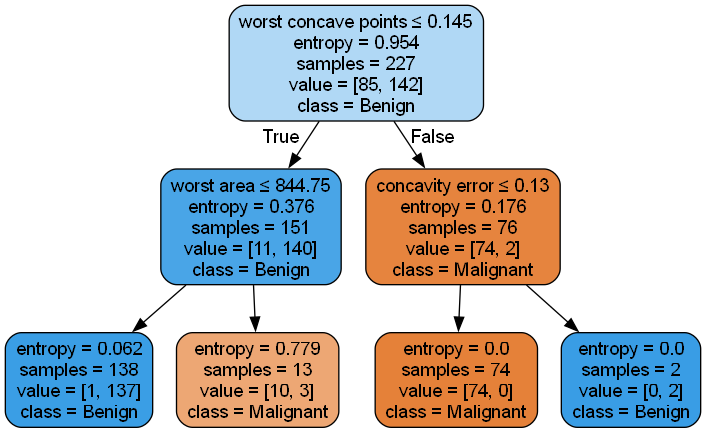 worst concave points ≤ 0.145
entropy = 0.954
samples = 227
value = [85, 142]
class = Benign
True
False
worst area ≤ 844.75
entropy = 0.376
samples = 151
value = [11, 140]
class = Benign
concavity error ≤ 0.13
entropy = 0.176
samples = 76
value = [74, 2]
class = Malignant
entropy = 0.062
samples = 138
value = [1, 137]
class = Benign
entropy = 0.779
samples = 13
value = [10, 3]
class = Malignant
entropy = 0.0
samples = 74
value = [74, 0]
class = Malignant
entropy = 0.0
samples = 2
value = [0, 2]
class = Benign